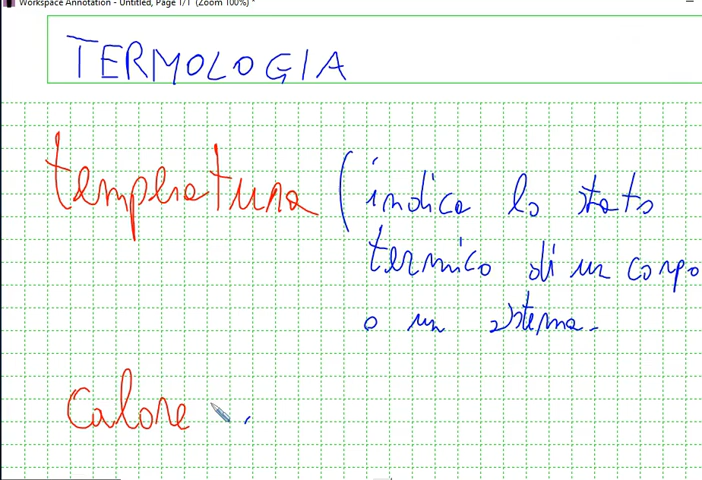 Workspace Annotation - Untitled, Page 1/1 (Zoom 100%) *
TERMOLOGIA
temperatura (indica lo stato
termico di un corpo
o un sistema.
Calore